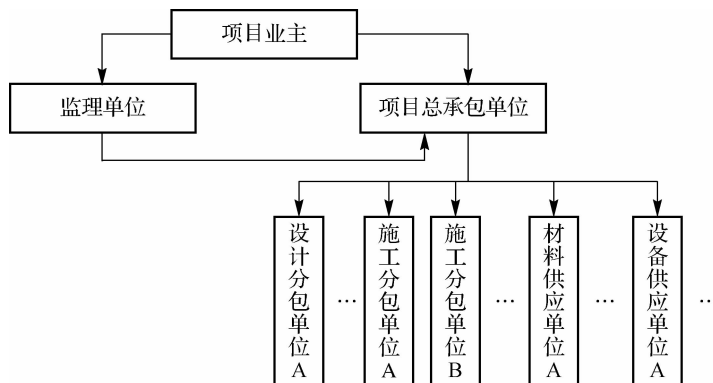 项目业主
监理单位
项目总承包单位
设计分包单位A
…
施工分包单位A
施工分包单位B
…
材料供应单位A
…
设备供应单位A
..